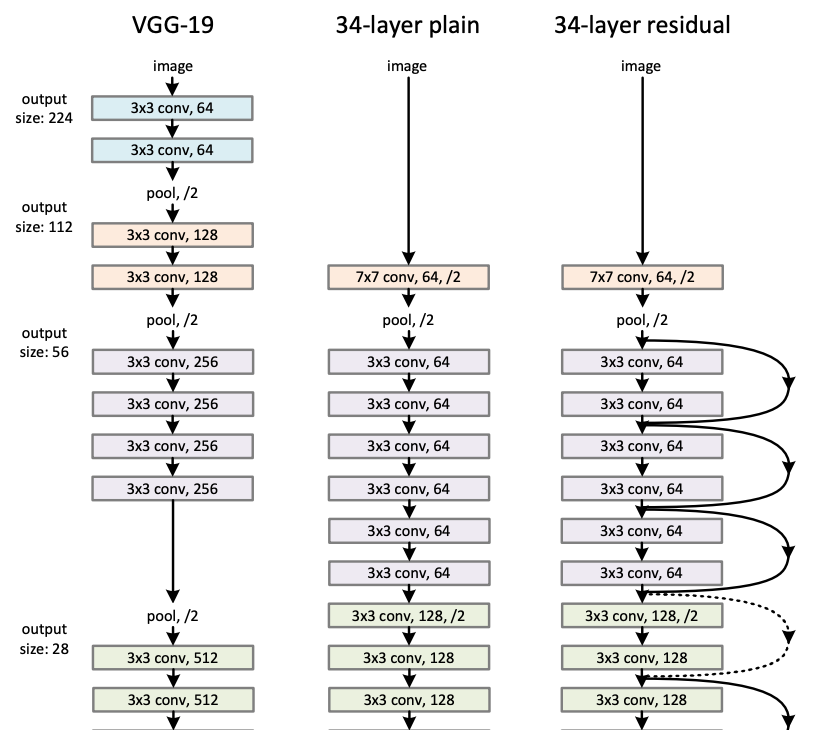 VGG-19 34-layer plain 34-layer residual
image image image
output
size: 224
3x3 conv, 64
3x3 conv, 64
pool, /2
output
size: 112
3x3 conv, 128
3x3 conv, 128 7x7 conv, 64, /2 7x7 conv, 64, /2
pool, /2 pool, /2 pool, /2
output
size: 56
3x3 conv, 256 3x3 conv, 64 3x3 conv, 64
3x3 conv, 256 3x3 conv, 64 3x3 conv, 64
3x3 conv, 256 3x3 conv, 64 3x3 conv, 64
3x3 conv, 256 3x3 conv, 64 3x3 conv, 64
3x3 conv, 64 3x3 conv, 64
3x3 conv, 64 3x3 conv, 64
pool, /2 3x3 conv, 128, /2 3x3 conv, 128, /2
output
size: 28
3x3 conv, 512 3x3 conv, 128 3x3 conv, 128
3x3 conv, 512 3x3 conv, 128 3x3 conv, 128